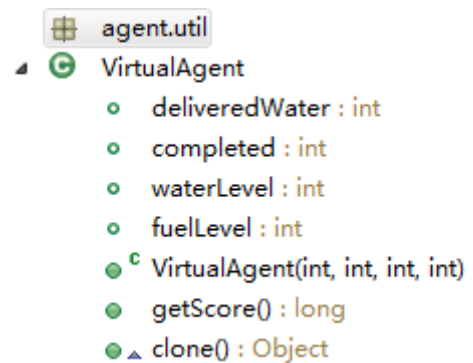 agent.util
VirtualAgent
deliveredWater : int
completed : int
waterLevel : int
fuelLevel : int
VirtualAgent(int, int, int, int)
getScore() : long
clone() : Object